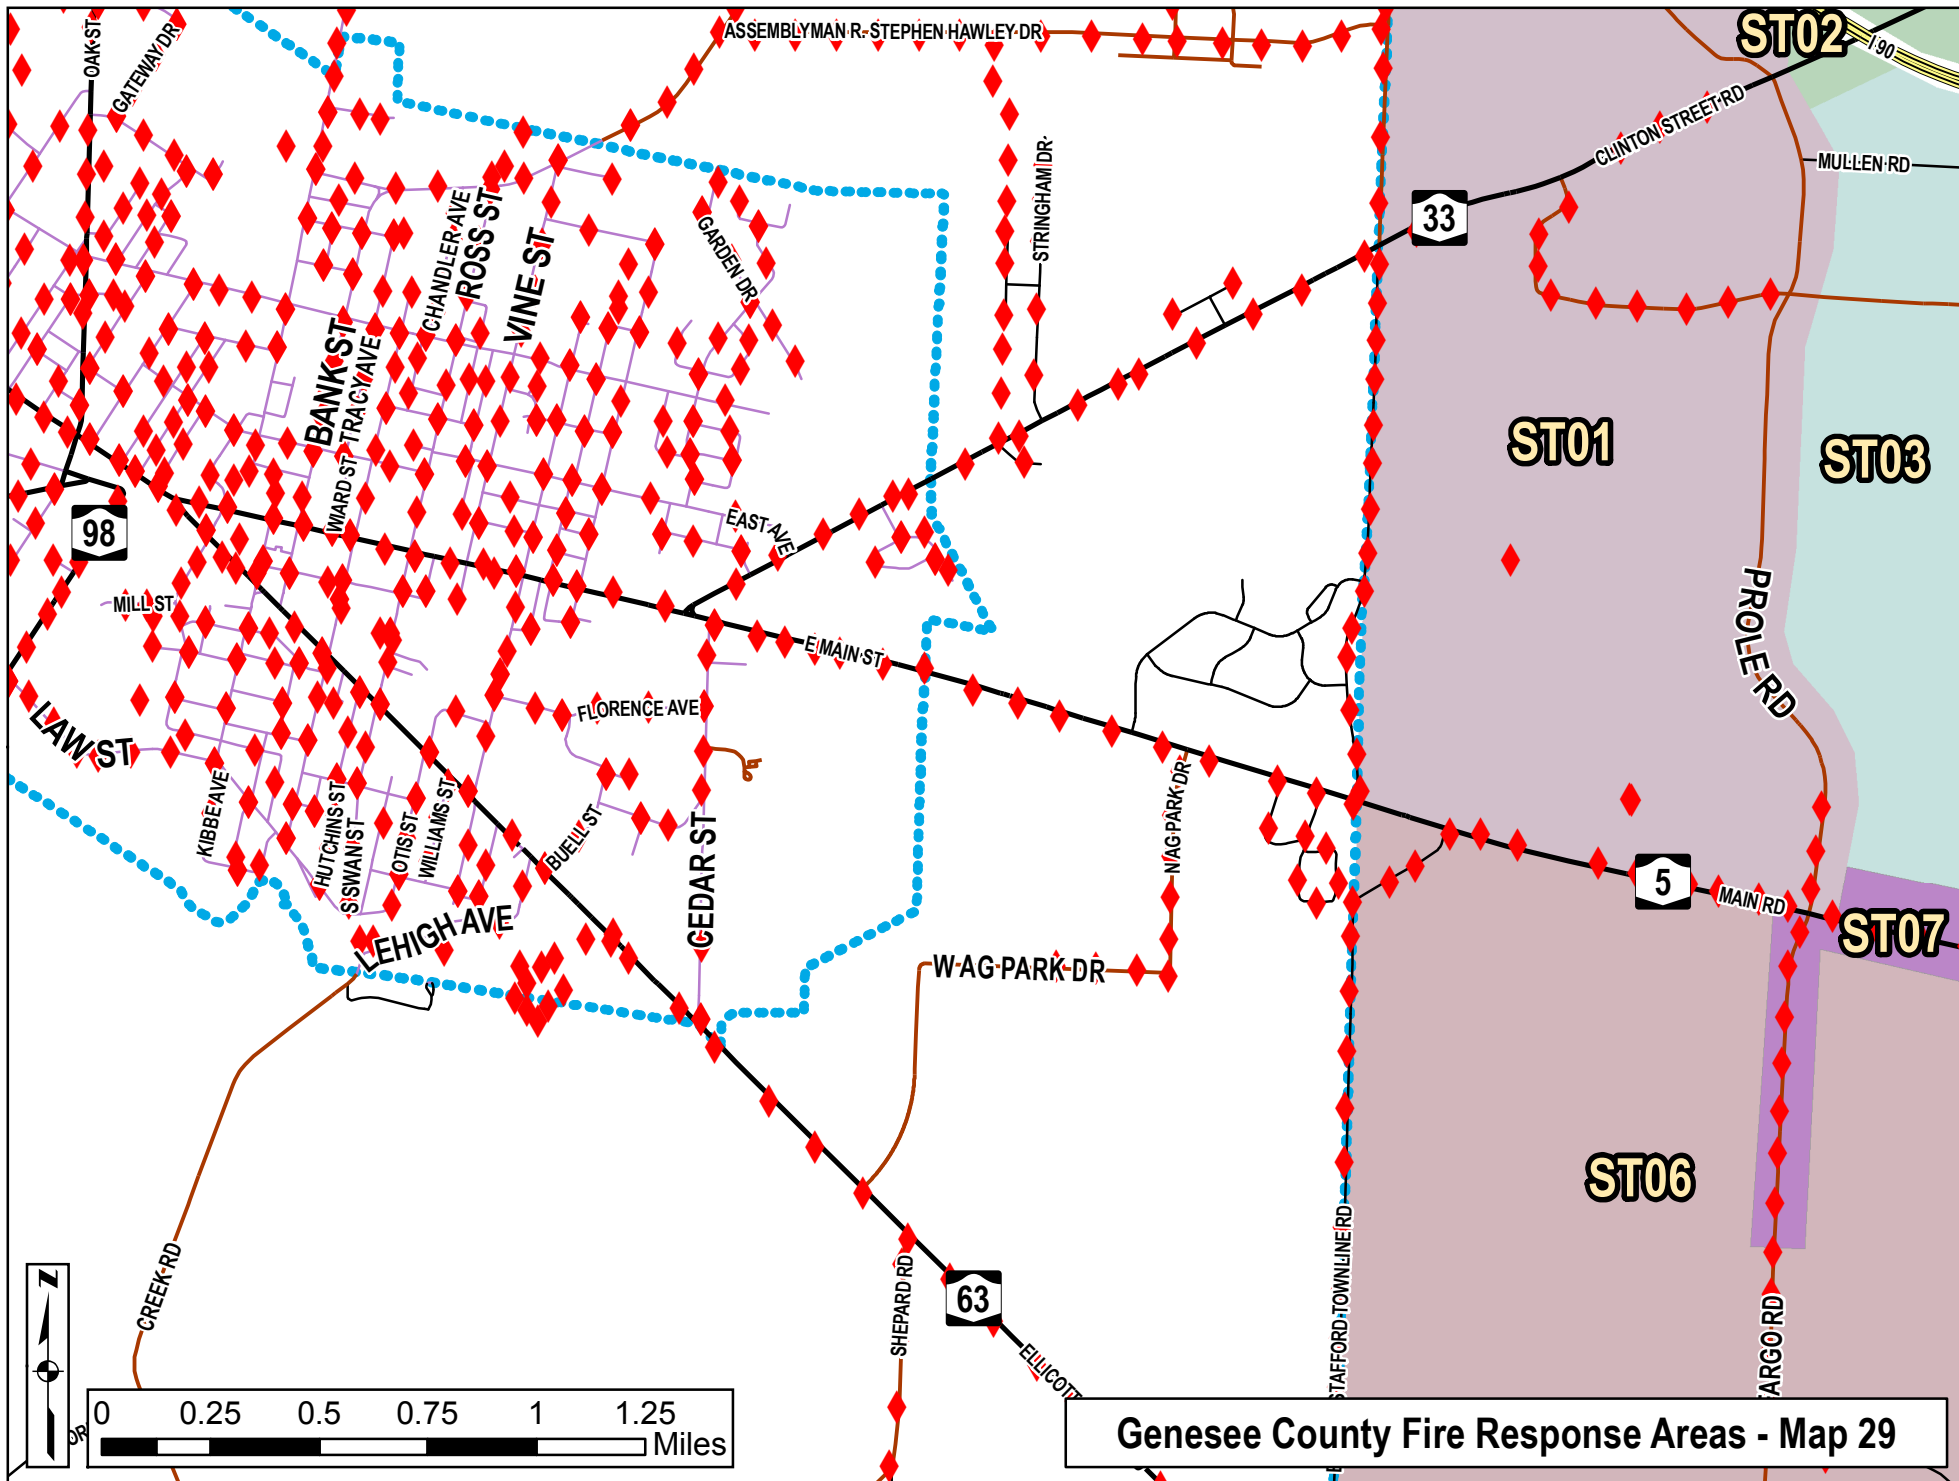 OAK ST
GATEWAY DR
ASSEMBLYMAN R. STEPHEN HAWLEY DR
ST02
I 90
CLINTON STREET RD
MULLEN RD
STRINGHAM DR
33
CHANDLER AVE
ROSS ST
VINE ST
GARDEN DR
BANK ST
TRACY AVE
WIARD ST
ST01
ST03
98
EAST AVE
MILL ST
E MAIN ST
PROLE RD
LAW ST
FLORENCE AVE
KIBBE AVE
HUTCHINS ST
S SWAN ST
OTIS ST
WILLIAMS ST
BUELL ST
CEDAR ST
N AG PARK DR
5
MAIN RD
ST07
LEHIGH AVE
W AG PARK DR
ST06
CREEK RD
SHEPARD RD
63
ELLICOTT
STAFFORD TOWNLINE RD
ARGO RD
Z
0 0.25 0.5 0.75 1 1.25
Miles
Genesee County Fire Response Areas - Map 29